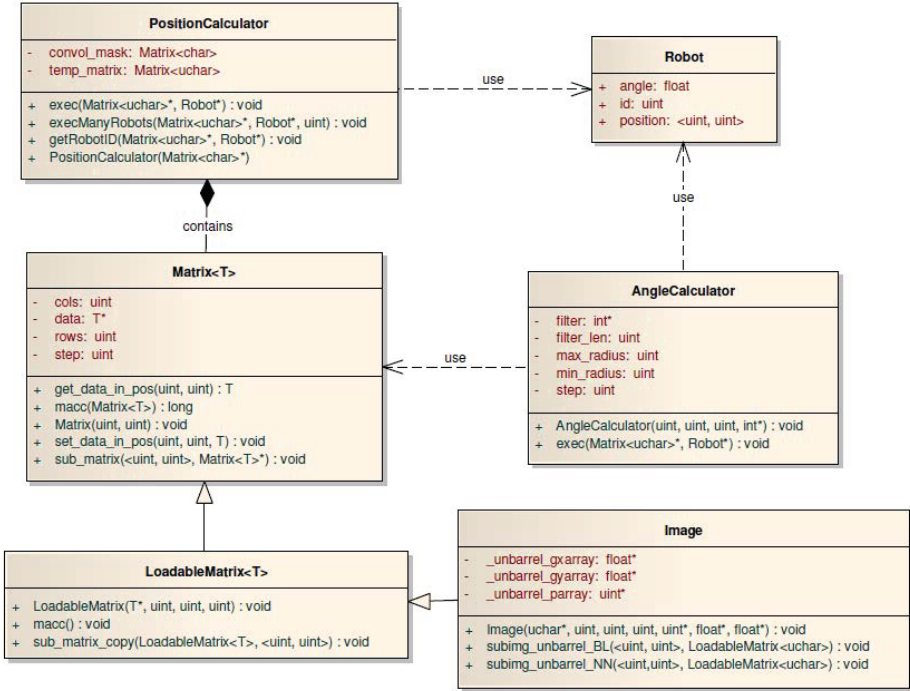 PositionCalculator
- convol_mask: Matrix<char>
- temp_matrix: Matrix<uchar>
+ exec(Matrix<uchar>*, Robot*) : void
+ execManyRobots(Matrix<uchar>*, Robot*, uint) : void
+ getRobotID(Matrix<uchar>*, Robot*) : void
+ PositionCalculator(Matrix<char>*)
use
Robot
+ angle: float
+ id: uint
+ position: <uint, uint>
use
contains
Matrix<T>
- cols: uint
- data: T*
- rows: uint
- step: uint
+ get_data_in_pos(uint, uint) : T
+ macc(Matrix<T>) : long
+ Matrix(uint, uint) : void
+ set_data_in_pos(uint, uint, T) : void
+ sub_matrix(<uint, uint>, Matrix<T>*) : void
use
AngleCalculator
- filter: int*
- filter_len: uint
- max_radius: uint
- min_radius: uint
- step: uint
+ AngleCalculator(uint, uint, uint, int*) : void
+ exec(Matrix<uchar>*, Robot*) : void
LoadableMatrix<T>
+ LoadableMatrix(T*, uint, uint, uint) : void
+ macc() : void
+ sub_matrix_copy(LoadableMatrix<T>, <uint, uint>) : void
Image
- _unbarrel_gxarray: float*
- _unbarrel_gyarray: float*
- _unbarrel_parray: uint*
+ Image(uchar*, uint, uint, uint, uint*, float*, float*) : void
+ subimg_unbarrel_BL(<uint, uint>, LoadableMatrix<uchar>) : void
+ subimg_unbarrel_NN(<uint,uint>, LoadableMatrix<uchar>) : void